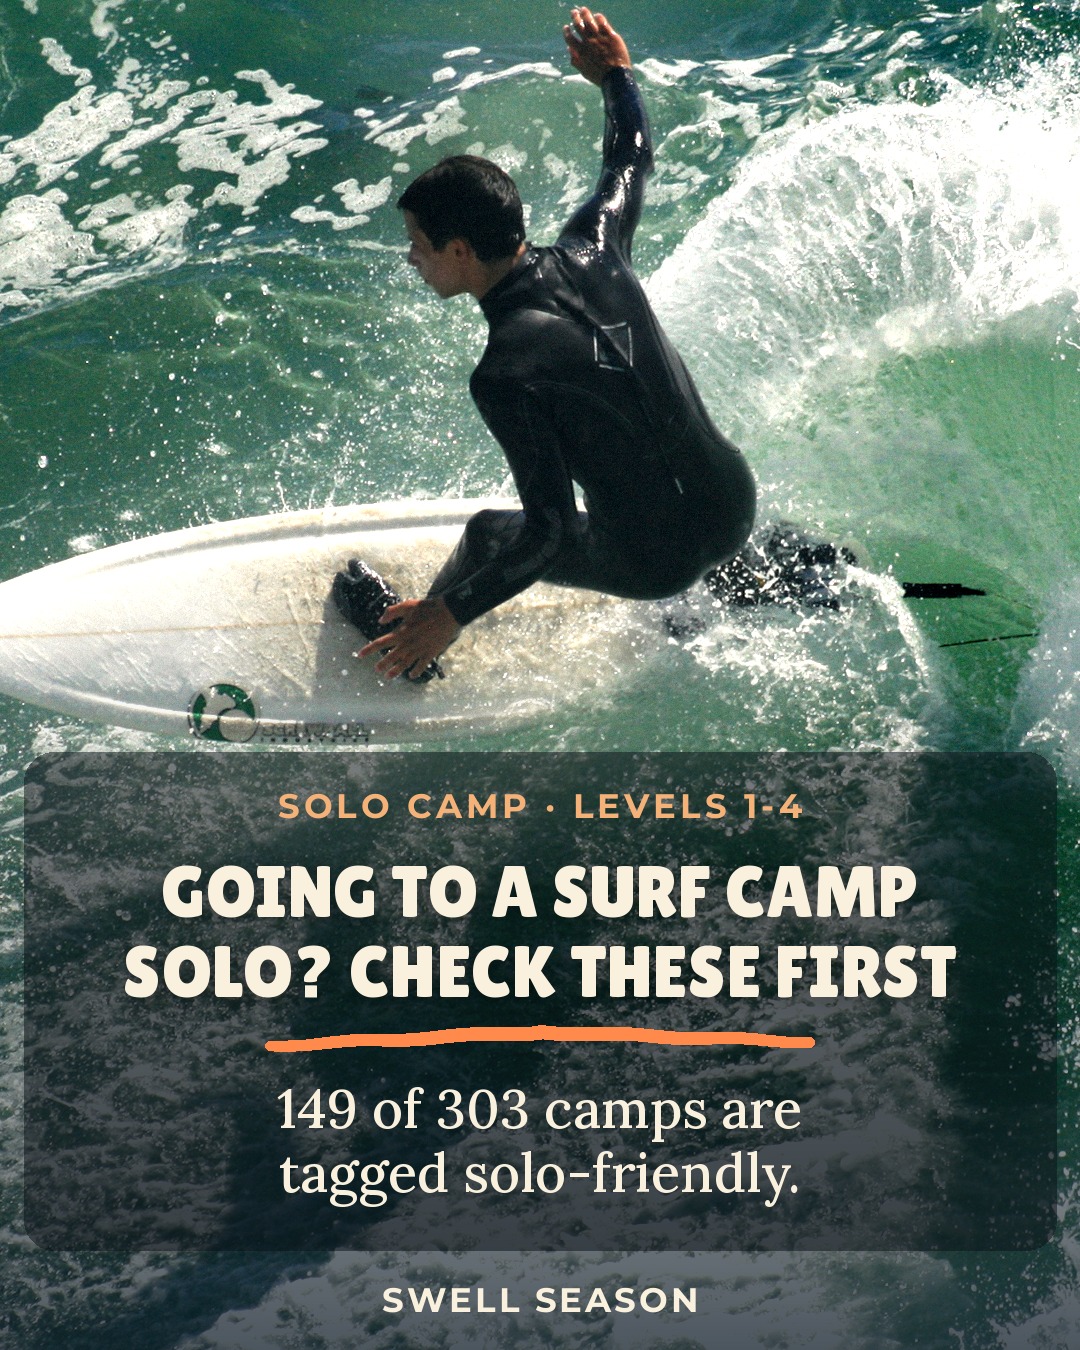 SOLO CAMP · LEVELS 1-4
GOING TO A SURF CAMP
SOLO? CHECK THESE FIRST
149 of 303 camps are
tagged solo-friendly.
SWELL SEASON